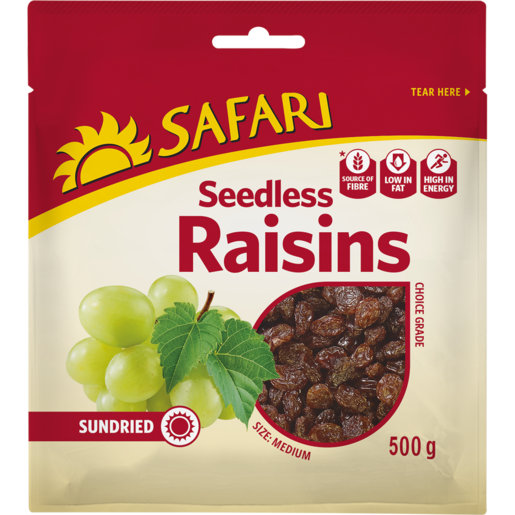 TEAR HERE
SAFARI
*
SOURCE OF
FIBRE
LOW IN
FAT
HIGH IN
ENERGY
Seedless
Raisins
CHOICE GRADE
SUNDRIED
SIZE: MEDIUM
500 g